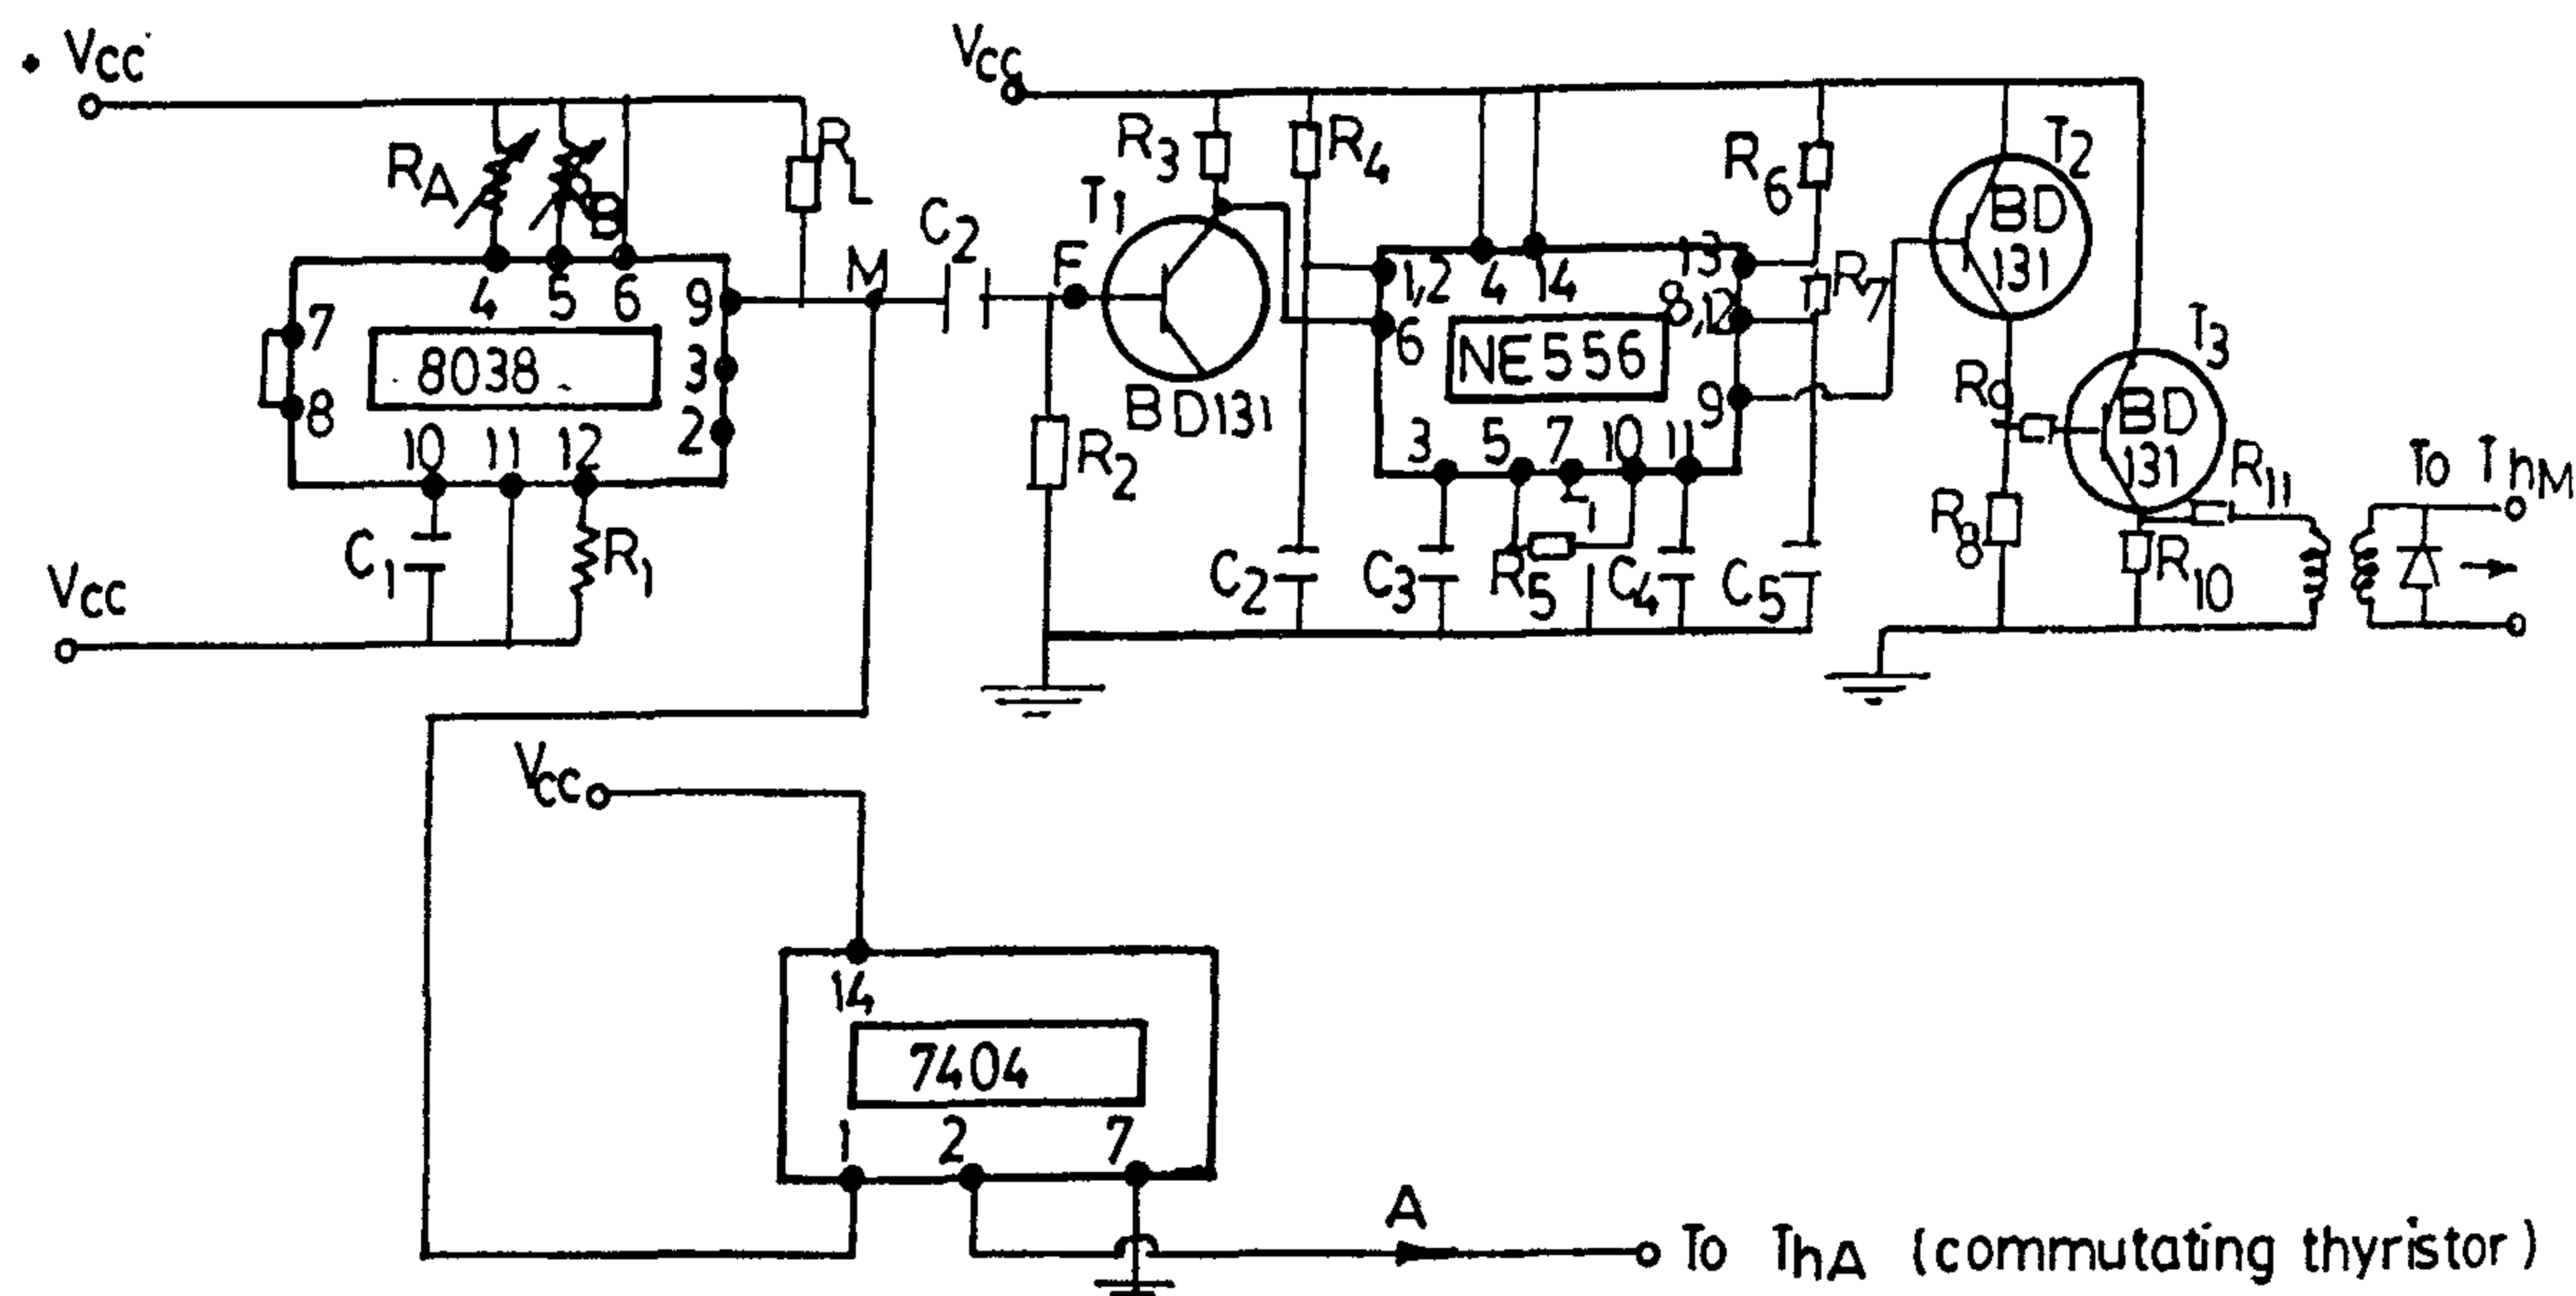 Vcc
RA
RB
RL
4 5 6
7
8
8038
9
3
2
10 11 12
C1
R1
Vcc
M
C2
F
T1
BD131
R2
Vcc
R3
R4
1,2
6
4 14
13
8,12
9
NE556
3 5 7 10 11
C2
C3
R5
C4
C5
R6
R7
T2
BD
131
R9
R8
T3
BD
131
R11
R10
To ThM
Vcc
14
7404
1 2 7
A
To ThA (commutating thyristor)